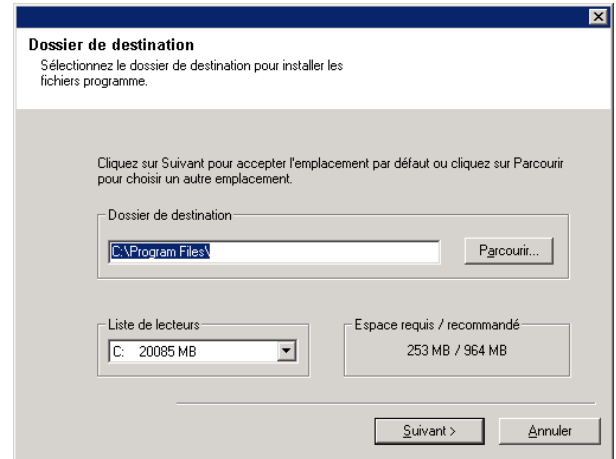 Dossier de destination
Sélectionnez le dossier de destination pour installer les
fichiers programme.
Cliquez sur Suivant pour accepter l'emplacement par défaut ou cliquez sur Parcourir
pour choisir un autre emplacement.
Dossier de destination
C:\Program Files\
Parcourir...
Liste de lecteurs
C: 20085 MB
Espace requis / recommandé
253 MB / 964 MB
Suivant >
Annuler